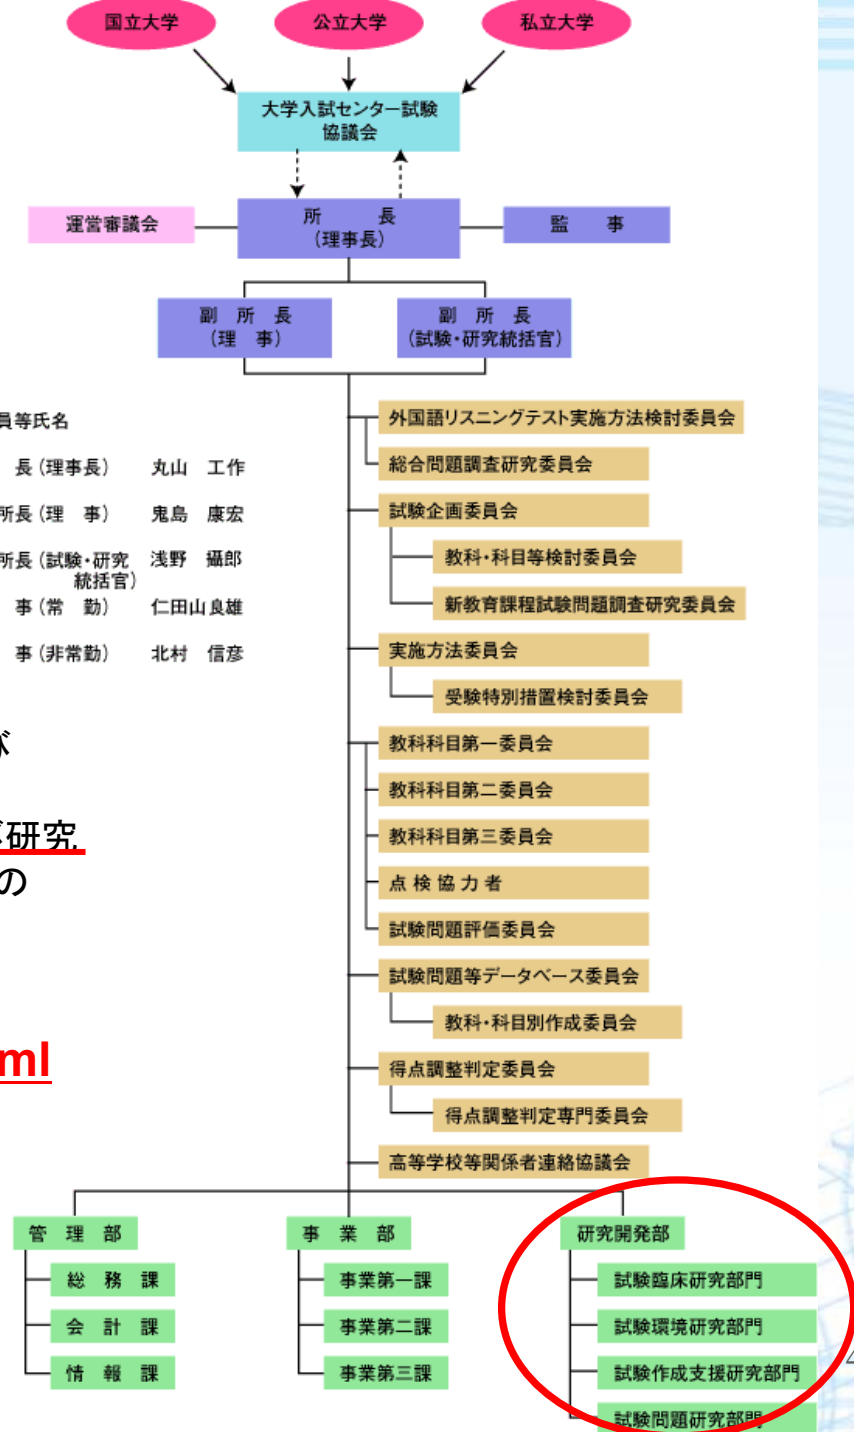 国立大学
公立大学
私立大学
大学入試センター試験
協議会
運営審議会
所長
(理事長)
監事
副所長
(理事)
副所長
(試験・研究統括官)
員等氏名
長(理事長) 丸山 工作
所長(理 事) 鬼島 康宏
所長(試験・研究 浅野 攝郎
統括官)
事(常 勤) 仁田山良雄
事(非常勤) 北村 信彦
び
研究
の
ml
外国語リスニングテスト実施方法検討委員会
総合問題調査研究委員会
試験企画委員会
教科・科目等検討委員会
新教育課程試験問題調査研究委員会
実施方法委員会
受験特別措置検討委員会
教科科目第一委員会
教科科目第二委員会
教科科目第三委員会
点検協力者
試験問題評価委員会
試験問題等データベース委員会
教科・科目別作成委員会
得点調整判定委員会
得点調整判定専門委員会
高等学校等関係者連絡協議会
管理部
総務課
会計課
情報課
事業部
事業第一課
事業第二課
事業第三課
研究開発部
試験臨床研究部門
試験環境研究部門
試験作成支援研究部門
試験問題研究部門